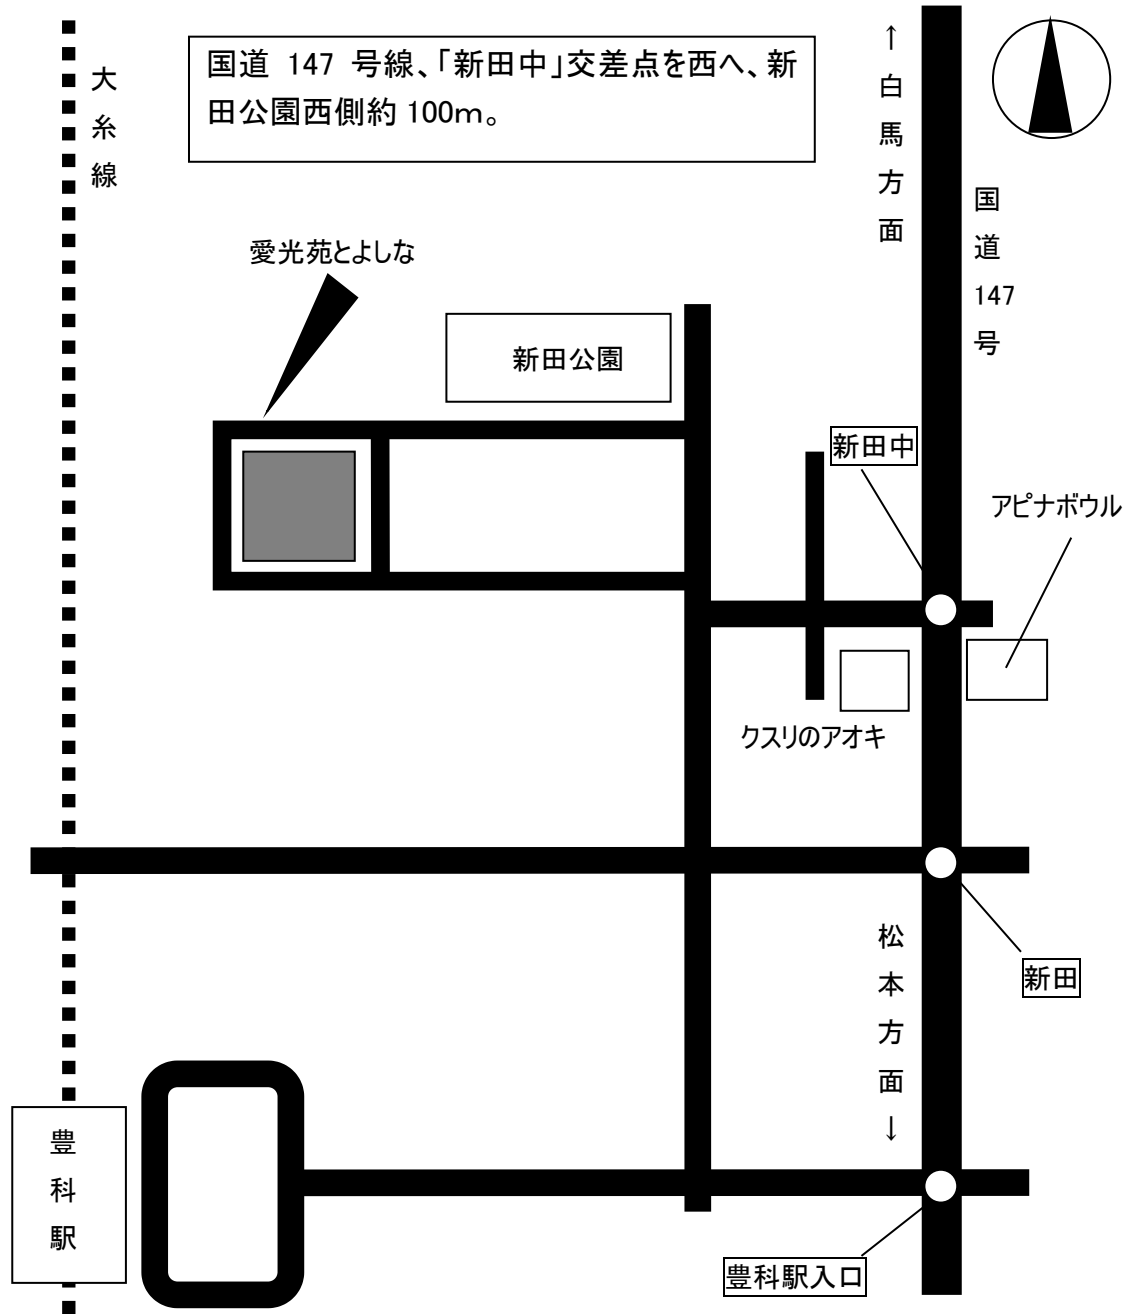 国道 147 号線、「新田中」交差点を西へ、新
田公園西側約 100m。
大糸線
↑白馬方面
国道147号
愛光苑とよしな
新田公園
新田中
アピナボウル
クスリのアオキ
松本方面↓
新田
豊科駅
豊科駅入口